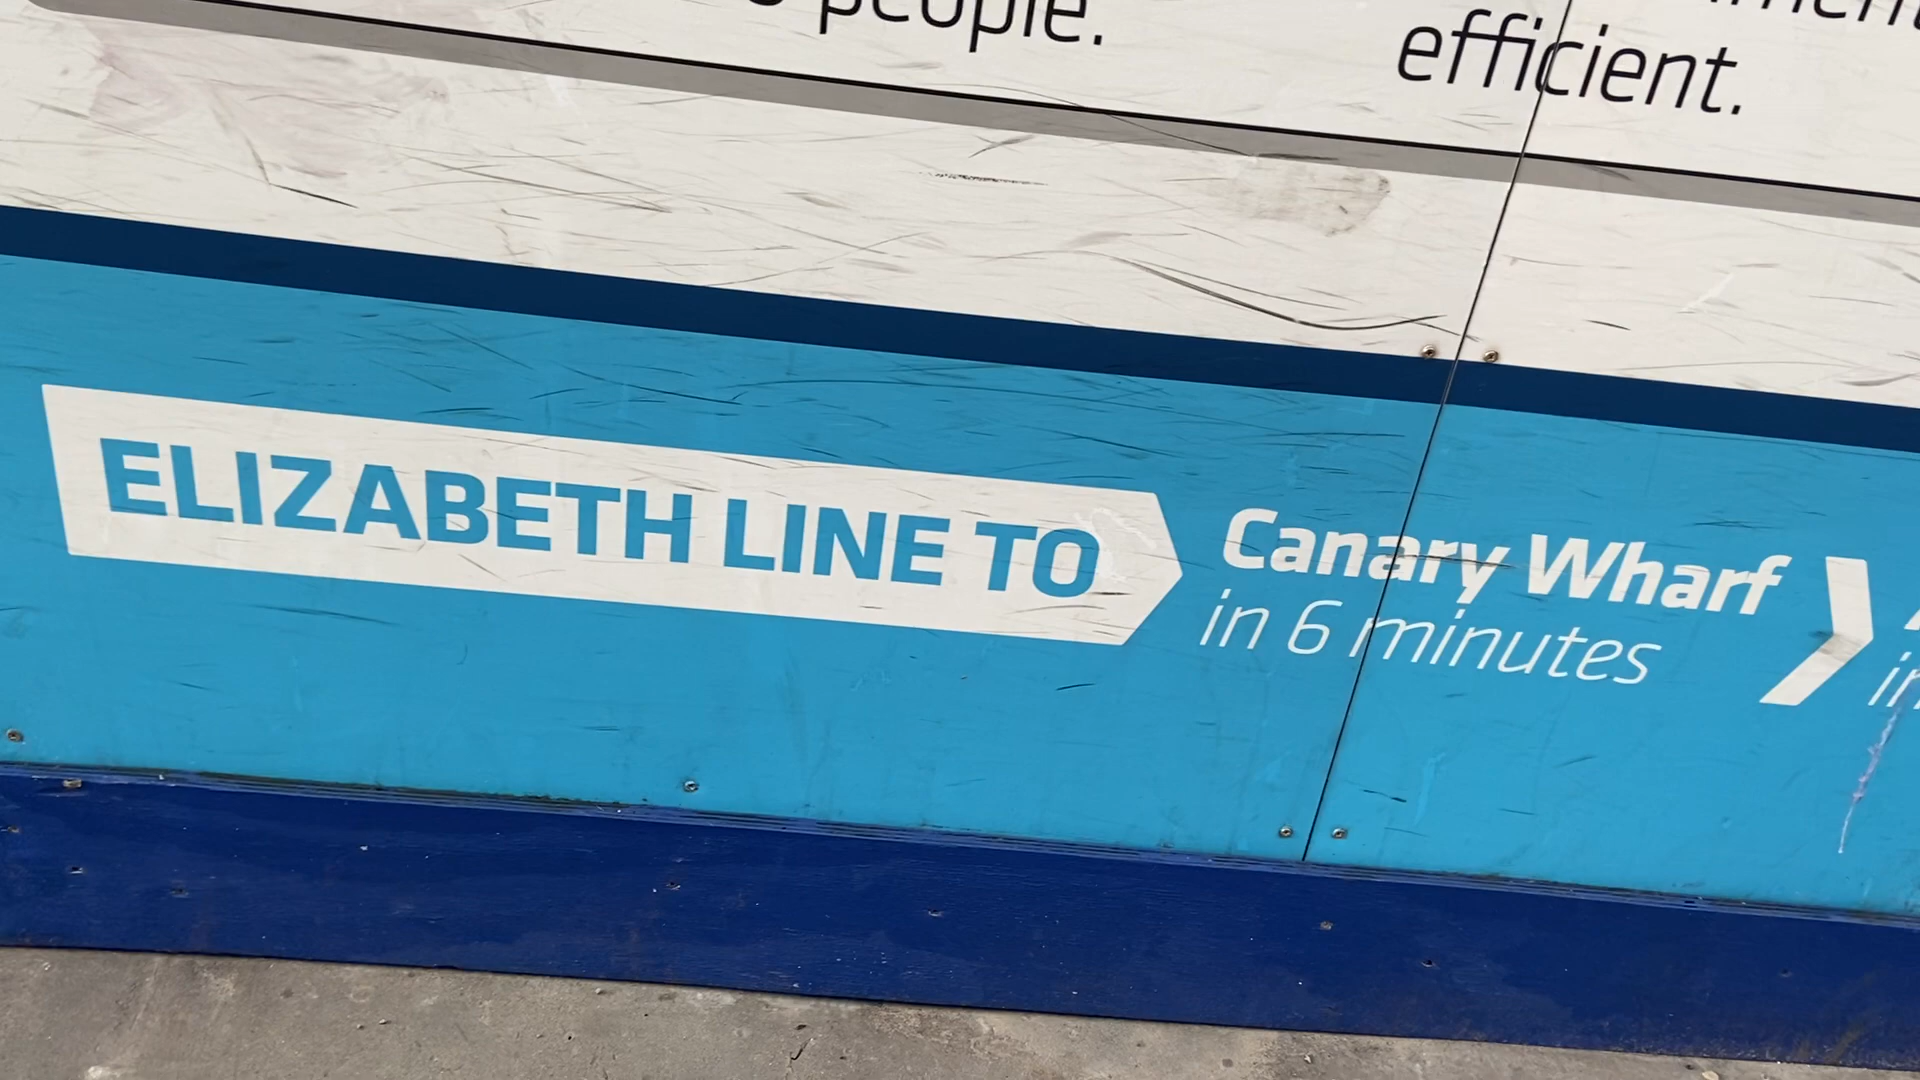 people.
efficient.
ELIZABETH LINE TO
Canary Wharf
in 6 minutes